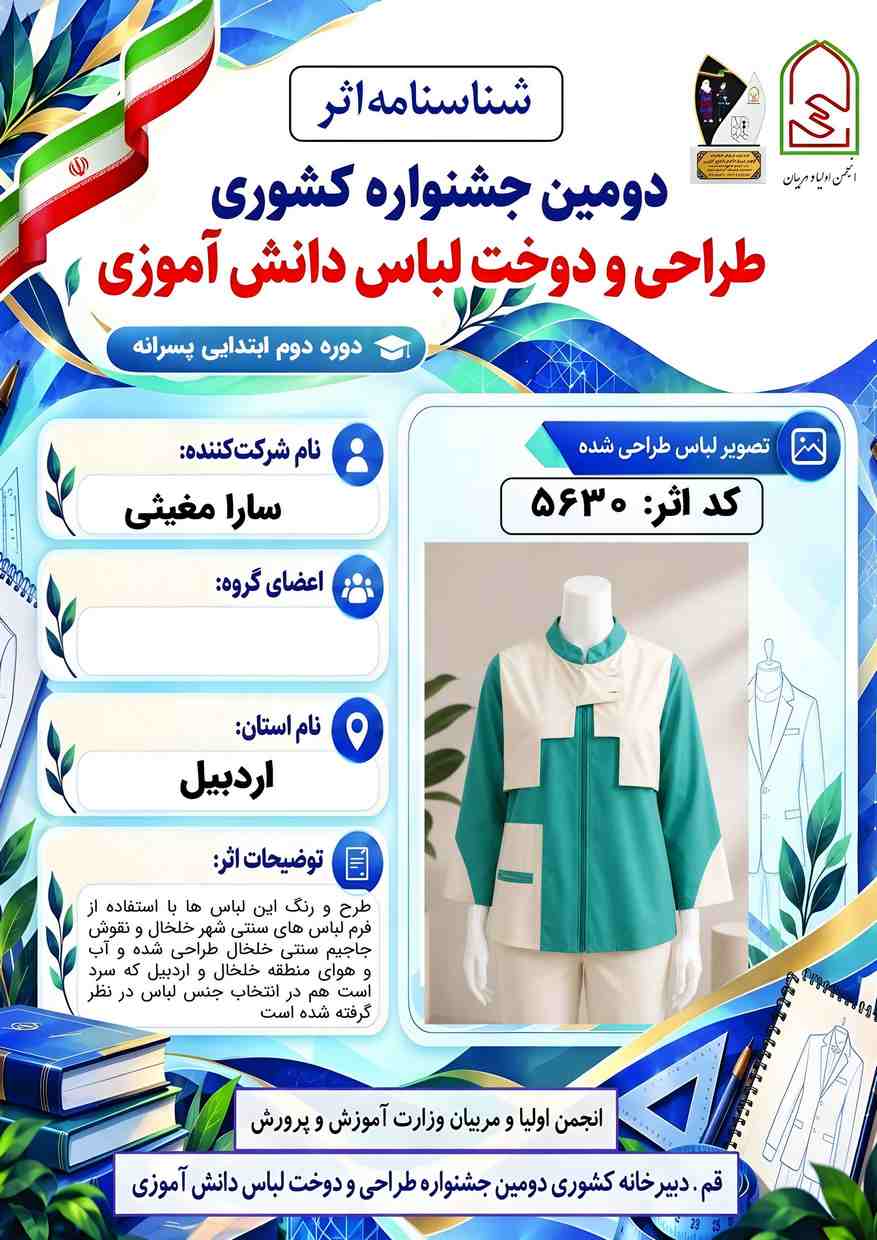 شناسنامه اثر
انجمن اولیا و مربیان
دومین جشنواره کشوری
طراحی و دوخت لباس دانش آموزی
دوره دوم ابتدایی پسرانه
تصویر لباس طراحی شده
کد اثر: ۵۶۳۰
نام شرکت‌کننده:
سارا مغیثی
اعضای گروه:
نام استان:
اردبیل
توضیحات اثر:
طرح و رنگ این لباس ها با استفاده از
فرم لباس های سنتی شهر خلخال و نقوش
جاجیم سنتی خلخال طراحی شده و آب
و هوای منطقه خلخال و اردبیل که سرد
است هم در انتخاب جنس لباس در نظر
گرفته شده است
انجمن اولیا و مربیان وزارت آموزش و پرورش
قم . دبیرخانه کشوری دومین جشنواره طراحی و دوخت لباس دانش آموزی